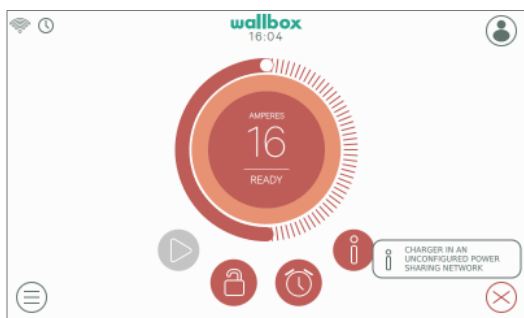 wallbox
16:04
AMPERES
16
READY
CHARGER IN AN
UNCONFIGURED POWER
SHARING NETWORK